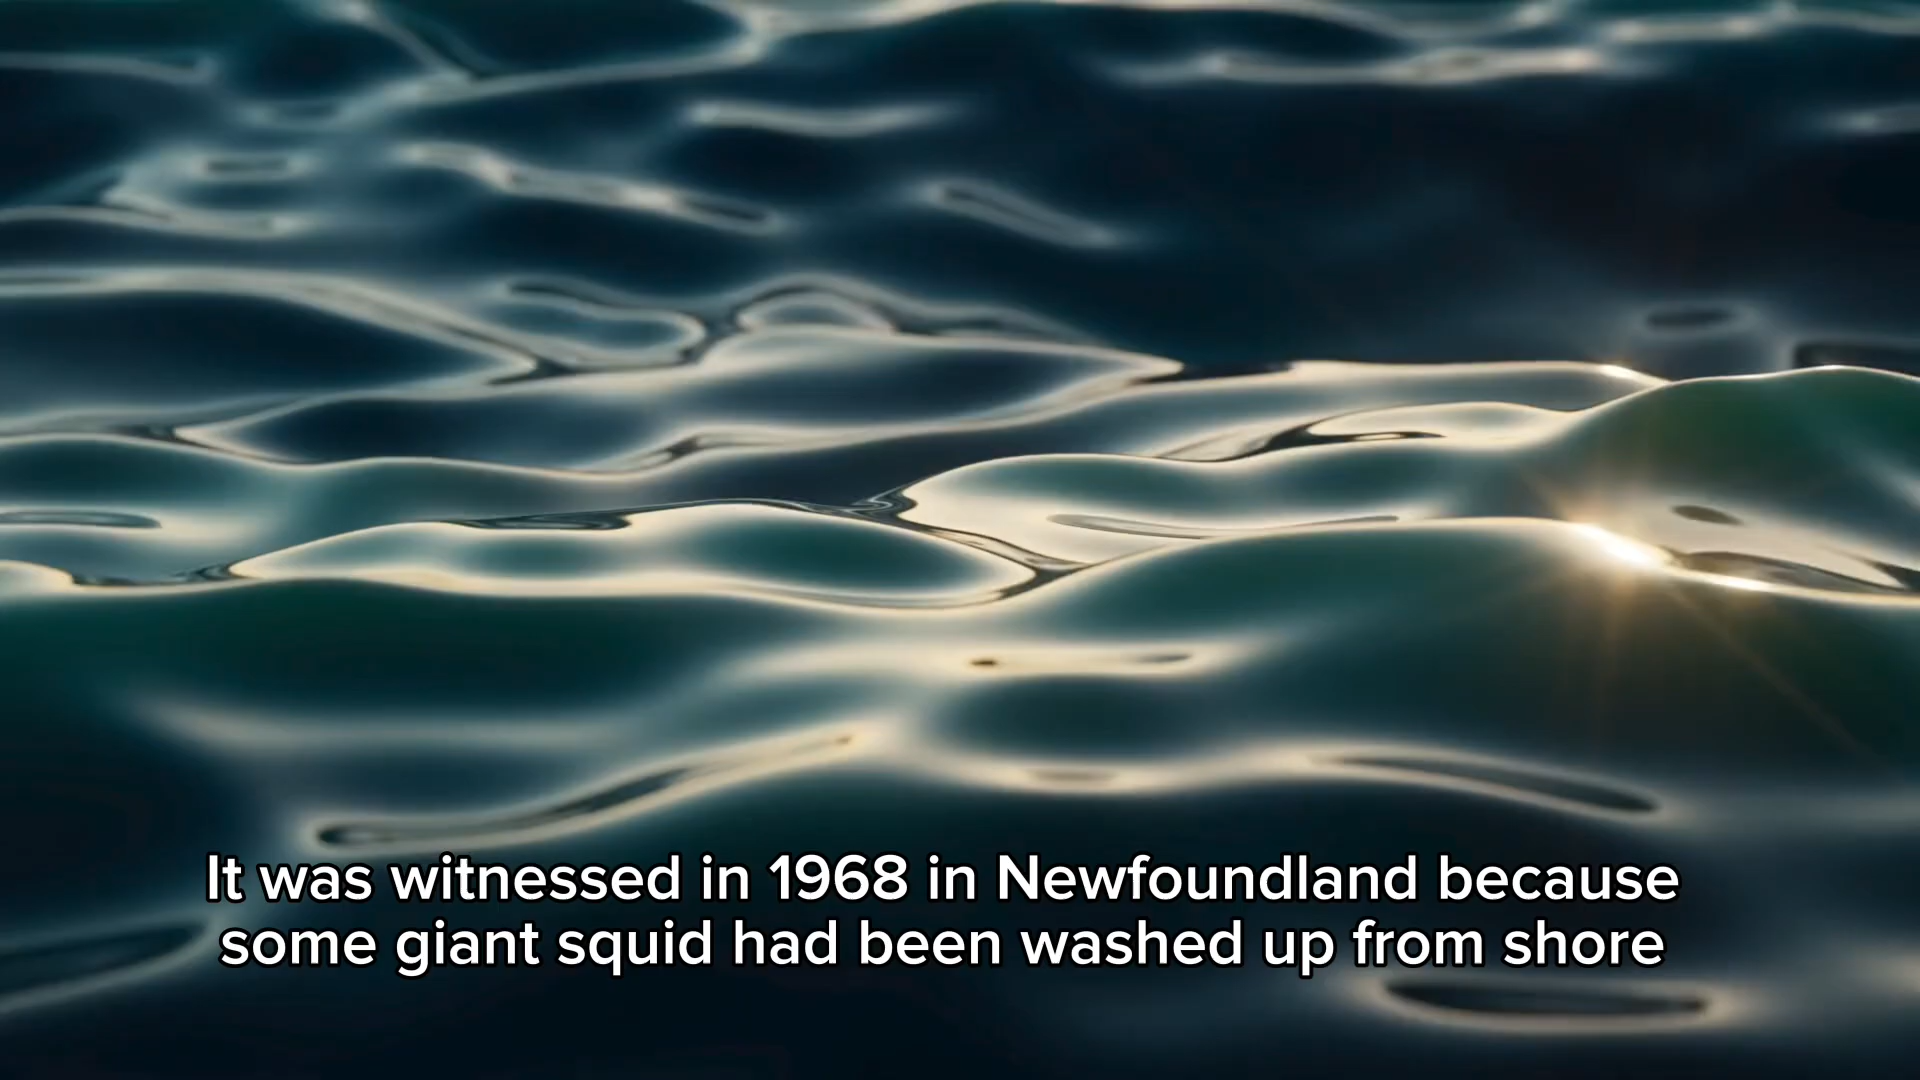 It was witnessed in 1968 in Newfoundland because
some giant squid had been washed up from shore